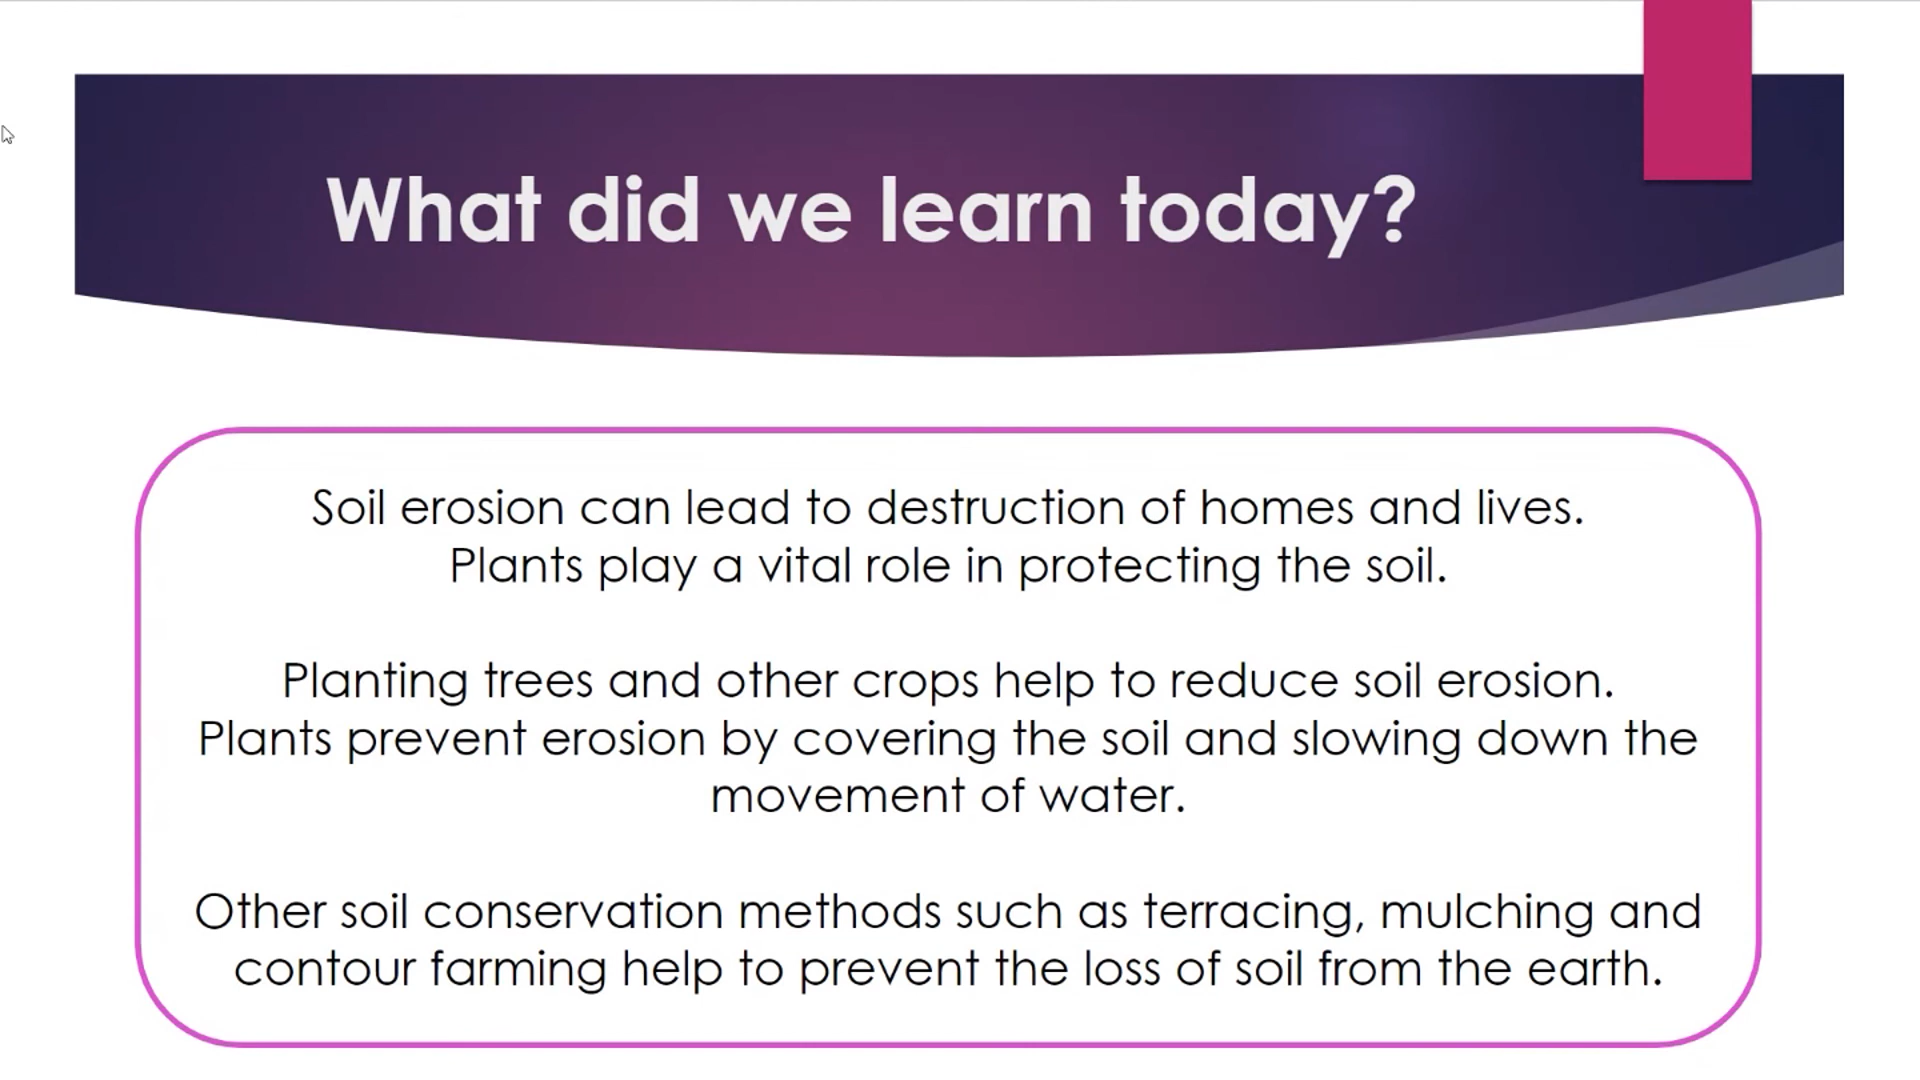 What did we learn today?
Soil erosion can lead to destruction of homes and lives.
Plants play a vital role in protecting the soil.
Planting trees and other crops help to reduce soil erosion.
Plants prevent erosion by covering the soil and slowing down the
movement of water.
Other soil conservation methods such as terracing, mulching and
contour farming help to prevent the loss of soil from the earth.